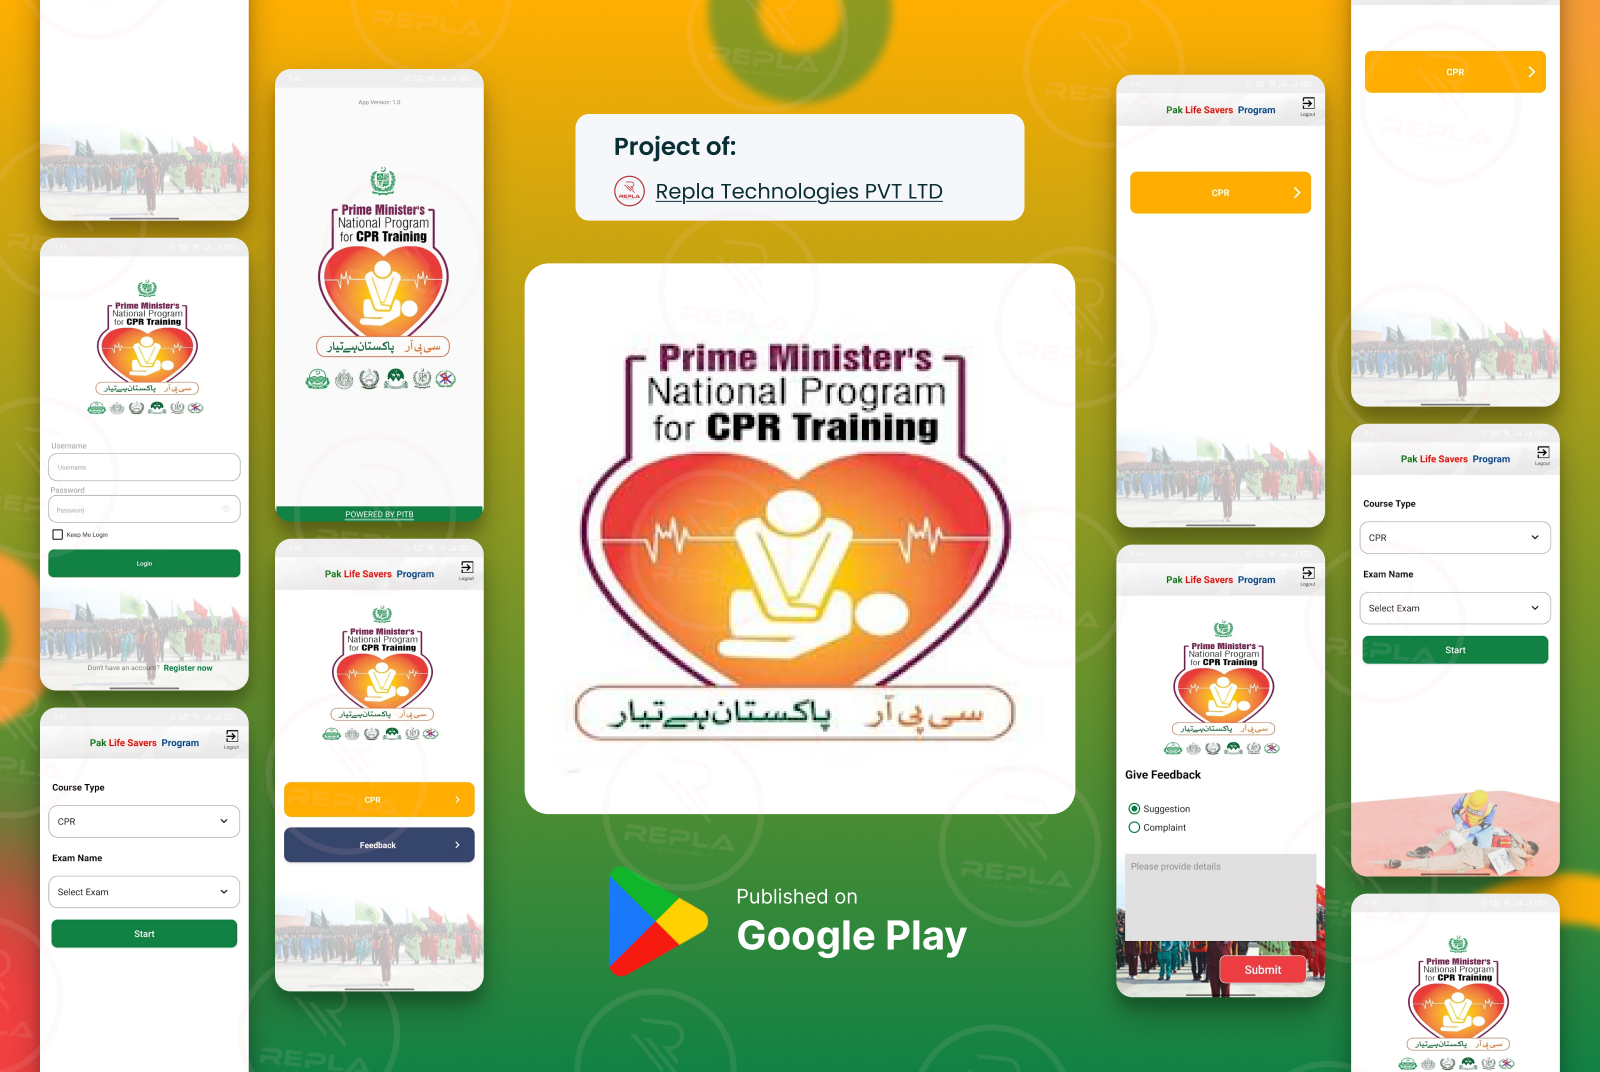 Username
Username
Password
Password
Keep Me Login
Login
Don't have an account? Register now
Prime Minister's
National Program
for CPR Training
سی پی آر پاکستان ہے تیار
Pak Life Savers Program
Logout
Course Type
CPR
Exam Name
Select Exam
Start
App Version: 1.0
Prime Minister's
National Program
for CPR Training
سی پی آر پاکستان ہے تیار
POWERED BY PITB
Pak Life Savers Program
Logout
Prime Minister's
National Program
for CPR Training
سی پی آر پاکستان ہے تیار
CPR
Feedback
Project of:
REPLA
Repla Technologies PVT LTD
Prime Minister's
National Program
for CPR Training
سی پی آر پاکستان ہے تیار
Published on
Google Play
Pak Life Savers Program
Logout
CPR
Pak Life Savers Program
Logout
Prime Minister's
National Program
for CPR Training
سی پی آر پاکستان ہے تیار
Give Feedback
Suggestion
Complaint
Please provide details
Submit
CPR
Pak Life Savers Program
Logout
Course Type
CPR
Exam Name
Select Exam
Start
Prime Minister's
National Program
for CPR Training
سی پی آر پاکستان ہے تیار
REPLA